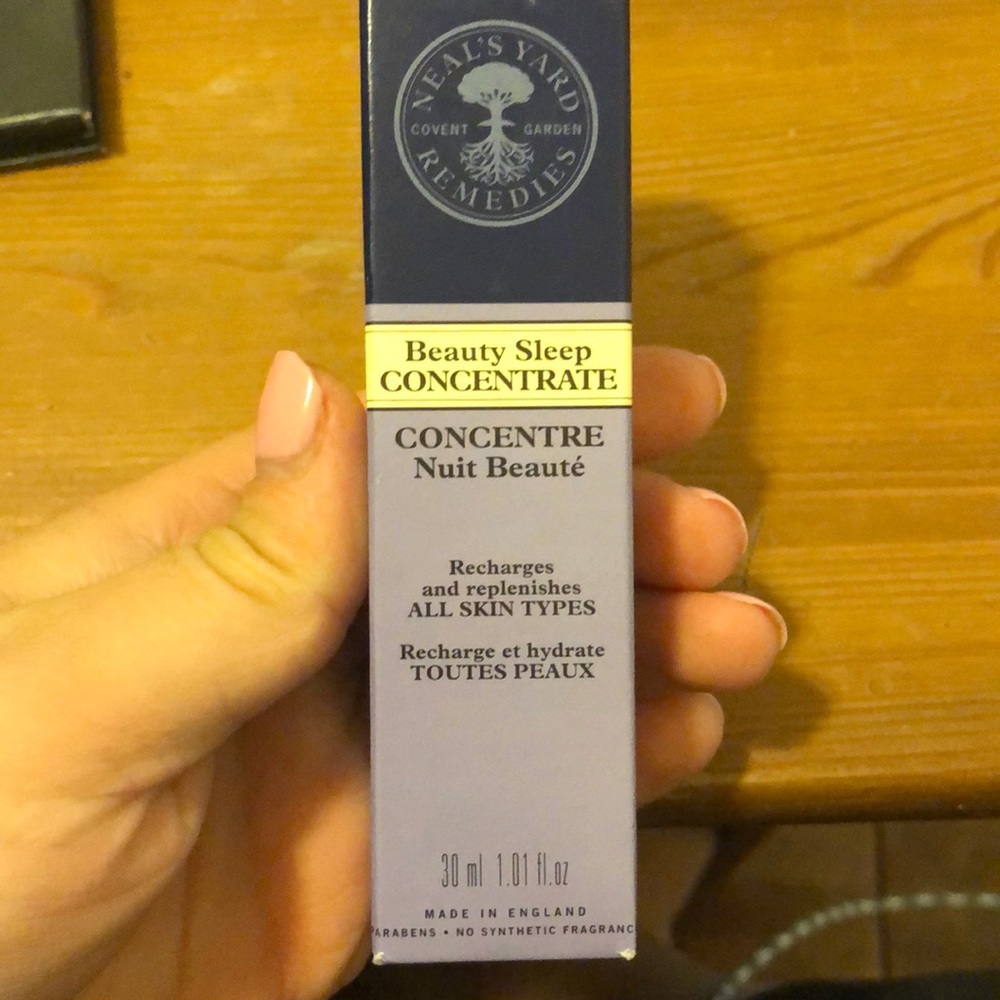 NEAL'S YARD
COVENT GARDEN
REMEDIES
Beauty Sleep
CONCENTRATE
CONCENTRE
Nuit Beauté
Recharges
and replenishes
ALL SKIN TYPES
Recharge et hydrate
TOUTES PEAUX
30 ml 1.01 fl.oz
MADE IN ENGLAND
ARABENS • NO SYNTHETIC FRAGRANC